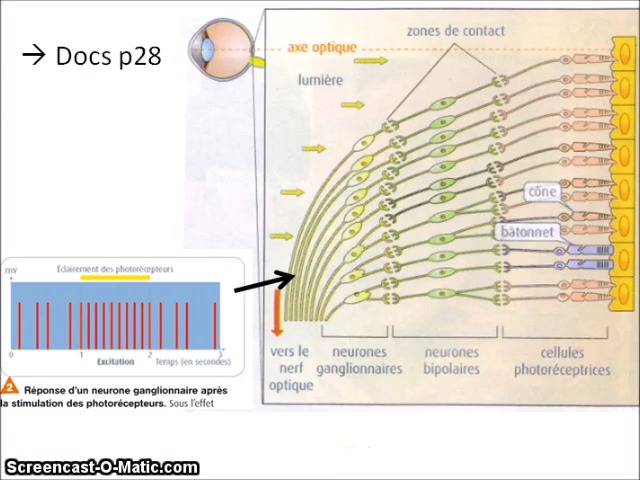 → Docs p28
zones de contact
axe optique
lumière
cône
bâtonnet
mV
Éclairement des photorécepteurs
0 1 2 3
Excitation Temps (en secondes)
vers le
nerf
optique
neurones
ganglionnaires
neurones
bipolaires
cellules
photoréceptrices
2 Réponse d'un neurone ganglionnaire après
la stimulation des photorécepteurs. Sous l'effet
Screencast-O-Matic.com